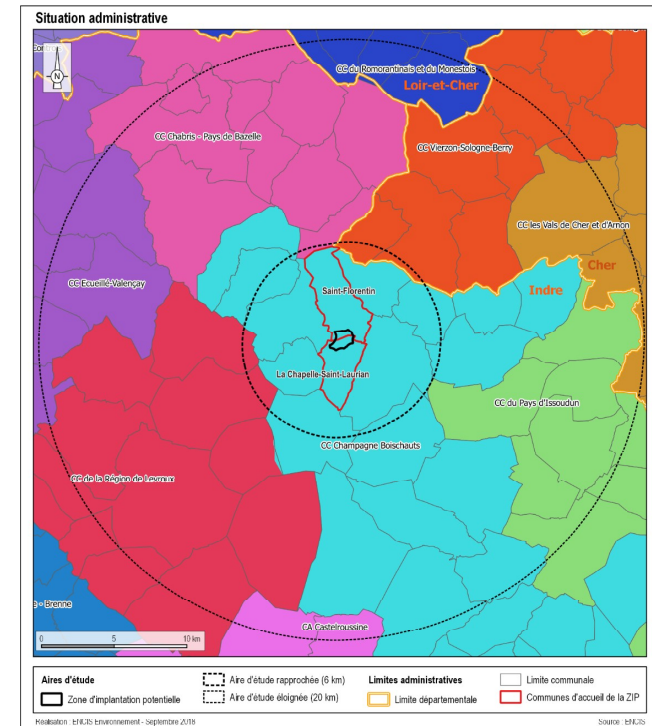 Situation administrative
N
CC du Romorantinais et du Monestois
Loir-et-Cher
CC Chabris - Pays de Bazelle
CC Vierzon-Sologne-Berry
CC les Vals de Cher et d'Arnon
Cher
CC Ecueillé-Valençay
Saint-Florentin
Indre
La Chapelle-Saint-Laurian
CC du Pays d'Issoudun
CC Champagne Boischauts
CC de la Région de Levroux
e - Brenne
CA Castelroussine
0 5 10 km
Aires d'étude
Zone d'implantation potentielle
Aire d'étude rapprochée (6 km)
Aire d'étude éloignée (20 km)
Limites administratives
Limite départementale
Limite communale
Communes d'accueil de la ZIP
Réalisation : ENCIS Environnement - Septembre 2018
Source : ENCIS